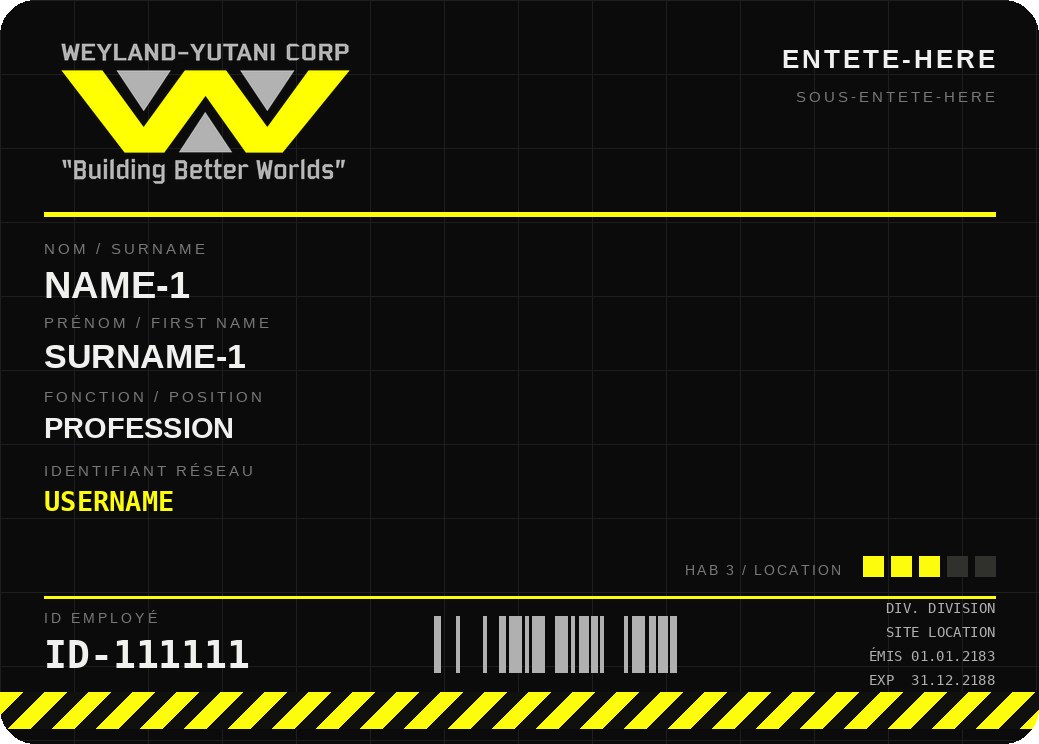 WEYLAND-YUTANI CORP
"Building Better Worlds"
ENTETE-HERE
SOUS-ENTETE-HERE
NOM / SURNAME
NAME-1
PRÉNOM / FIRST NAME
SURNAME-1
FONCTION / POSITION
PROFESSION
IDENTIFIANT RÉSEAU
USERNAME
HAB 3 / LOCATION
ID EMPLOYÉ
ID-111111
DIV. DIVISION
SITE LOCATION
ÉMIS 01.01.2183
EXP 31.12.2188